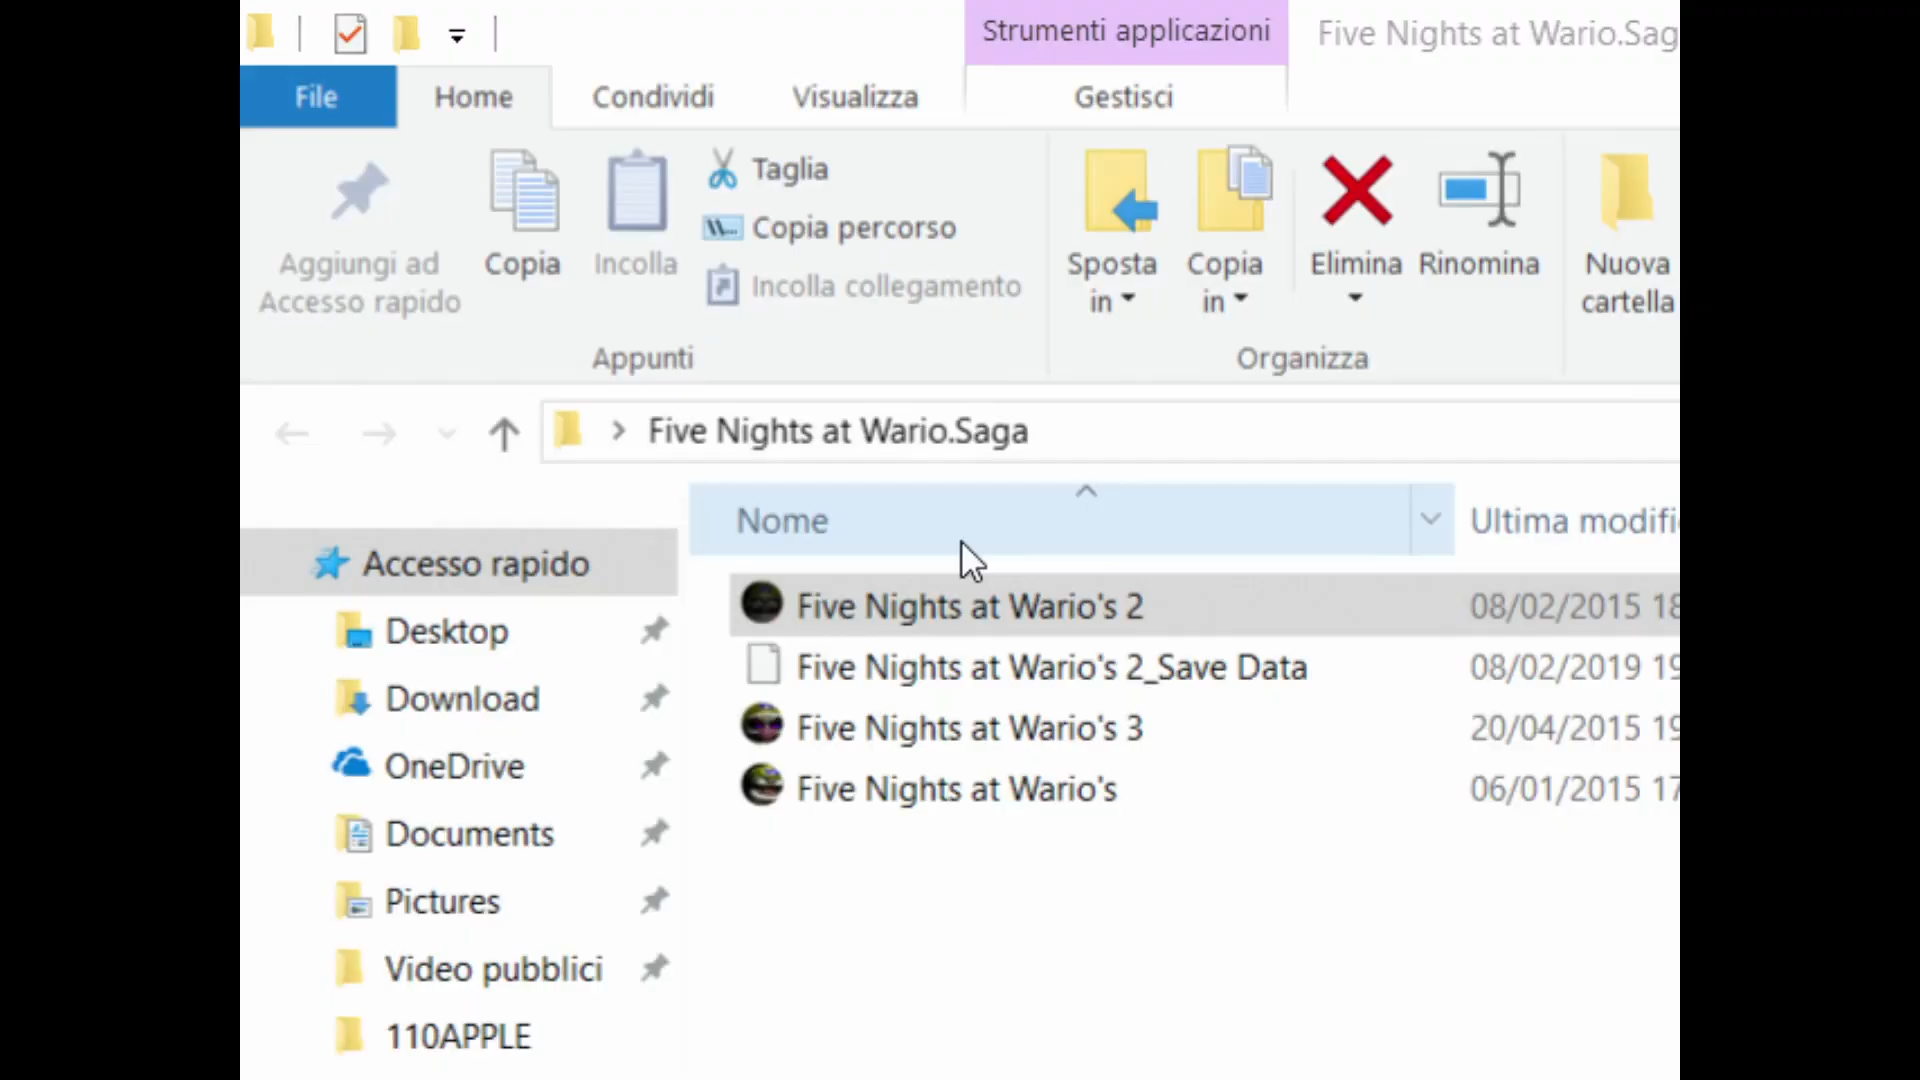 Strumenti applicazioni
Five Nights at Wario.Sag
File
Home
Condividi
Visualizza
Gestisci
Aggiungi ad
Accesso rapido
Copia
Incolla
Taglia
Copia percorso
Incolla collegamento
Appunti
Sposta
in
Copia
in
Elimina
Rinomina
Organizza
Nuova
cartella
Five Nights at Wario.Saga
Nome
Ultima modifi
Accesso rapido
Desktop
Download
OneDrive
Documents
Pictures
Video pubblici
110APPLE
Five Nights at Wario's 2 08/02/2015 18
Five Nights at Wario's 2_Save Data 08/02/2019 19
Five Nights at Wario's 3 20/04/2015 19
Five Nights at Wario's 06/01/2015 17